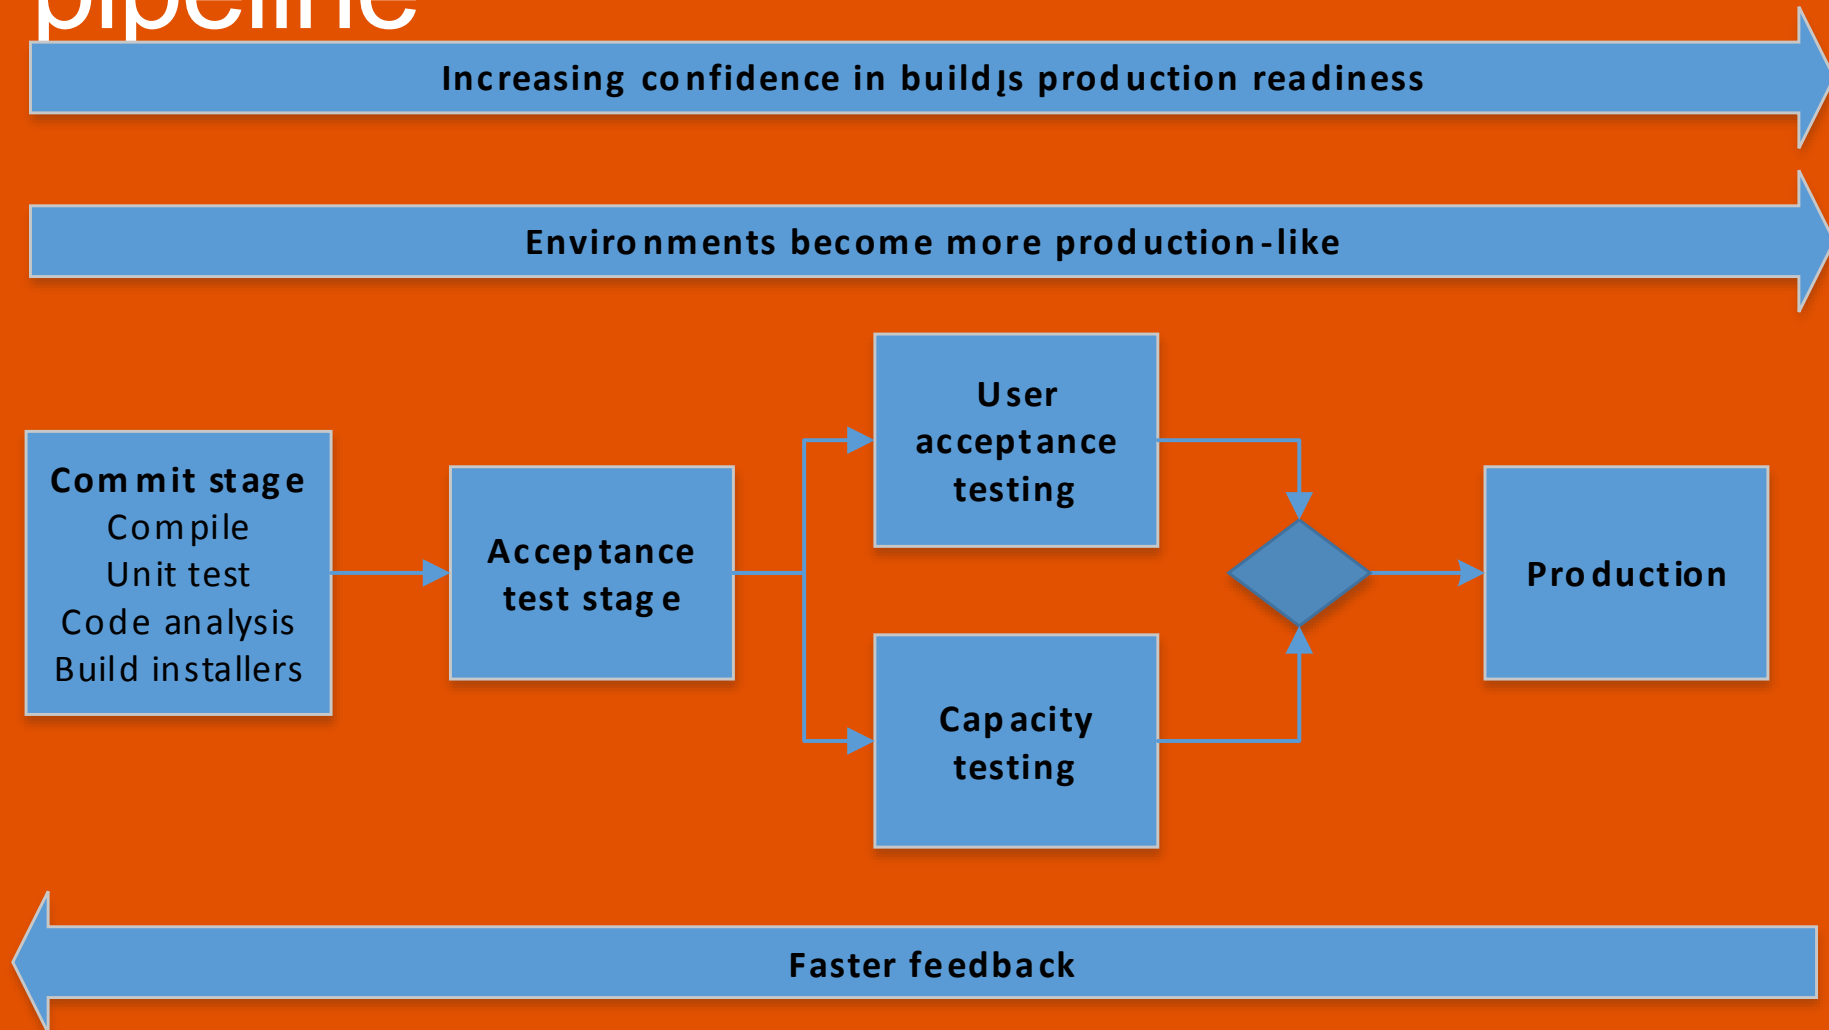 pipeline
Increasing confidence in buildįs production readiness
Environments become more production-like
User
acceptance
testing
Commit stage
Compile
Unit test
Code analysis
Build installers
Acceptance
test stage
Production
Capacity
testing
Faster feedback